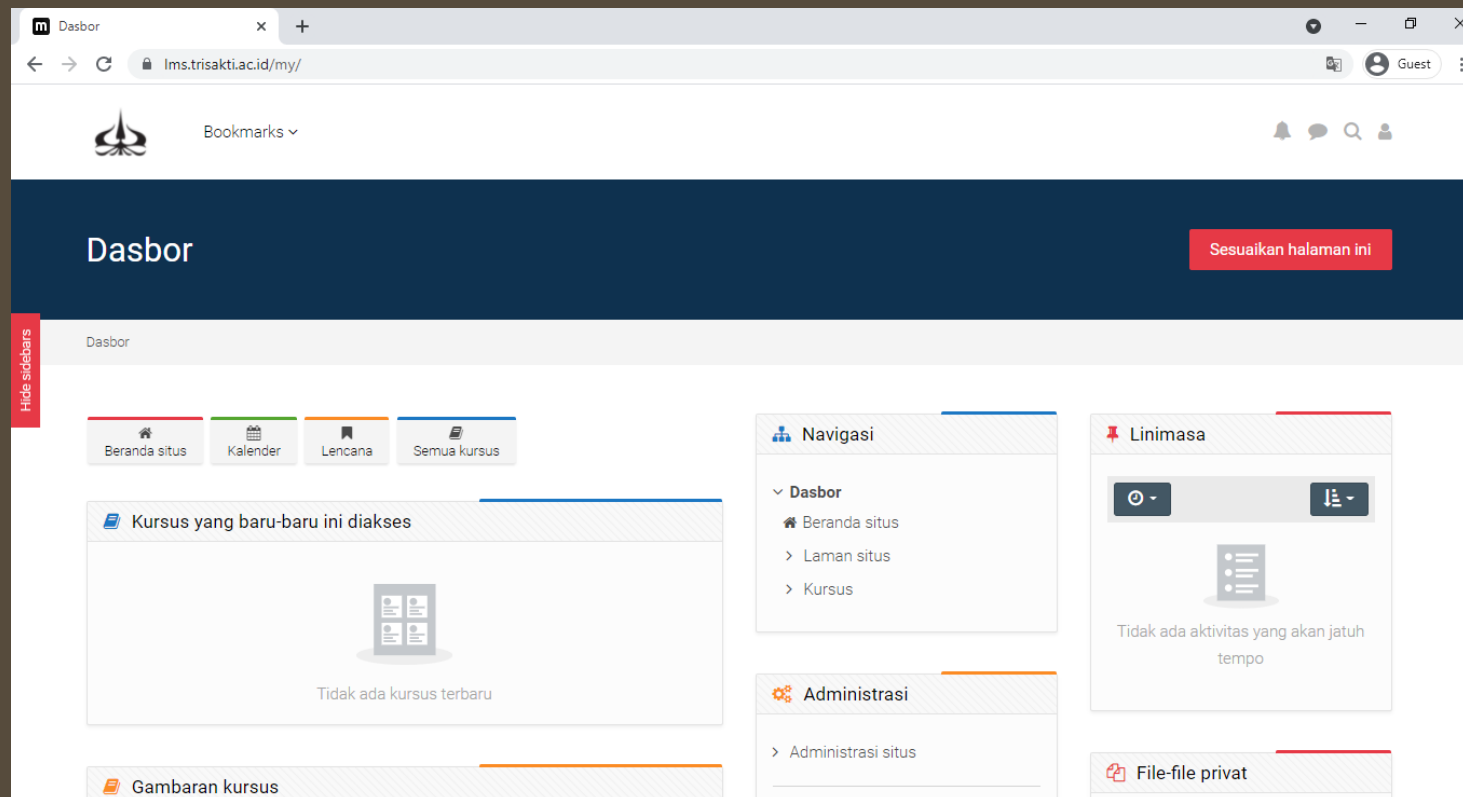 m Dasbor
lms.trisakti.ac.id/my/
Guest
Bookmarks
Dasbor
Sesuaikan halaman ini
Hide sidebars
Dasbor
Beranda situs
Kalender
Lencana
Semua kursus
Kursus yang baru-baru ini diakses
Tidak ada kursus terbaru
Gambaran kursus
Navigasi
Dasbor
Beranda situs
Laman situs
Kursus
Administrasi
Administrasi situs
Linimasa
Tidak ada aktivitas yang akan jatuh
tempo
File-file privat